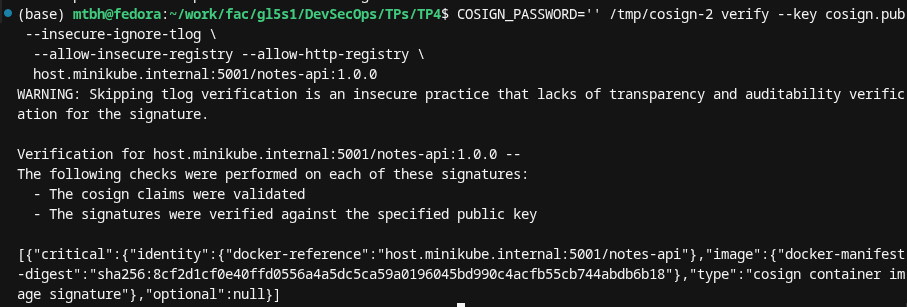 (base) mtbh@fedora:~/work/fac/gl5s1/DevSecOps/TPs/TP4$ COSIGN_PASSWORD='' /tmp/cosign-2 verify --key cosign.pub
--insecure-ignore-tlog \
--allow-insecure-registry --allow-http-registry \
host.minikube.internal:5001/notes-api:1.0.0
WARNING: Skipping tlog verification is an insecure practice that lacks of transparency and auditability verific
ation for the signature.

Verification for host.minikube.internal:5001/notes-api:1.0.0 --
The following checks were performed on each of these signatures:
- The cosign claims were validated
- The signatures were verified against the specified public key

[{"critical":{"identity":{"docker-reference":"host.minikube.internal:5001/notes-api"},"image":{"docker-manifest
-digest":"sha256:8cf2d1cf0e40ffd0556a4a5dc5ca59a0196045bd990c4acfb55cb744abdb6b18"},"type":"cosign container im
age signature"},"optional":null}]